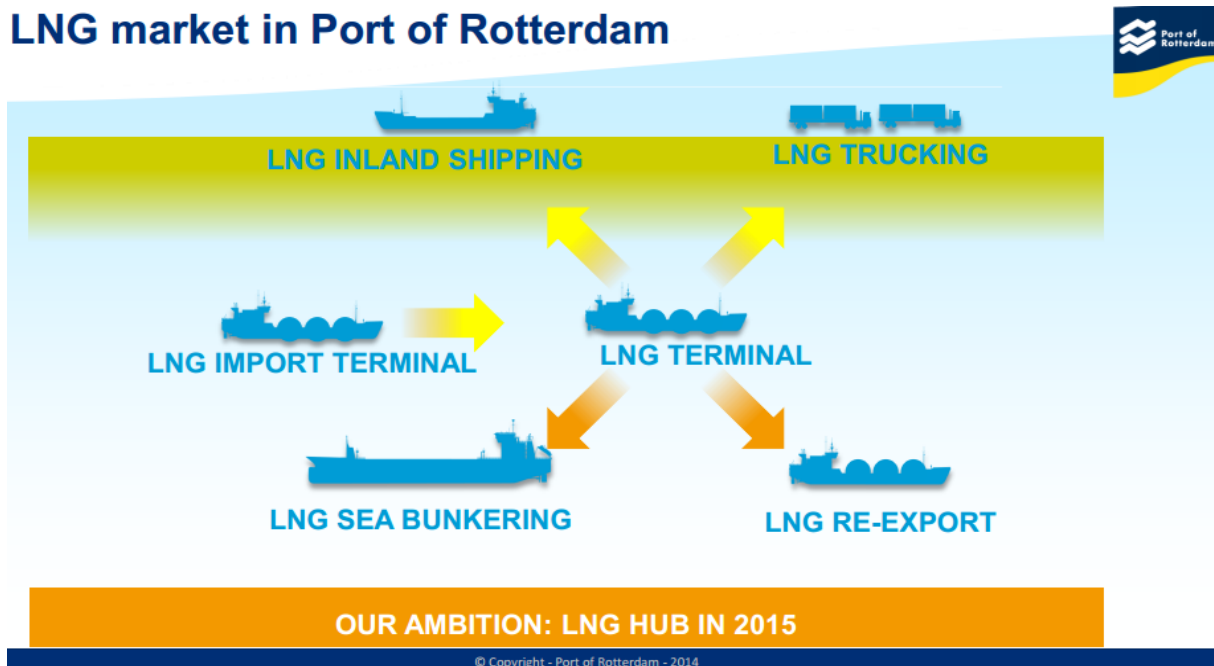 LNG market in Port of Rotterdam
Port of
Rotterdam
LNG INLAND SHIPPING
LNG TRUCKING
LNG IMPORT TERMINAL
LNG TERMINAL
LNG SEA BUNKERING
LNG RE-EXPORT
OUR AMBITION: LNG HUB IN 2015
© Copyright - Port of Rotterdam - 2014